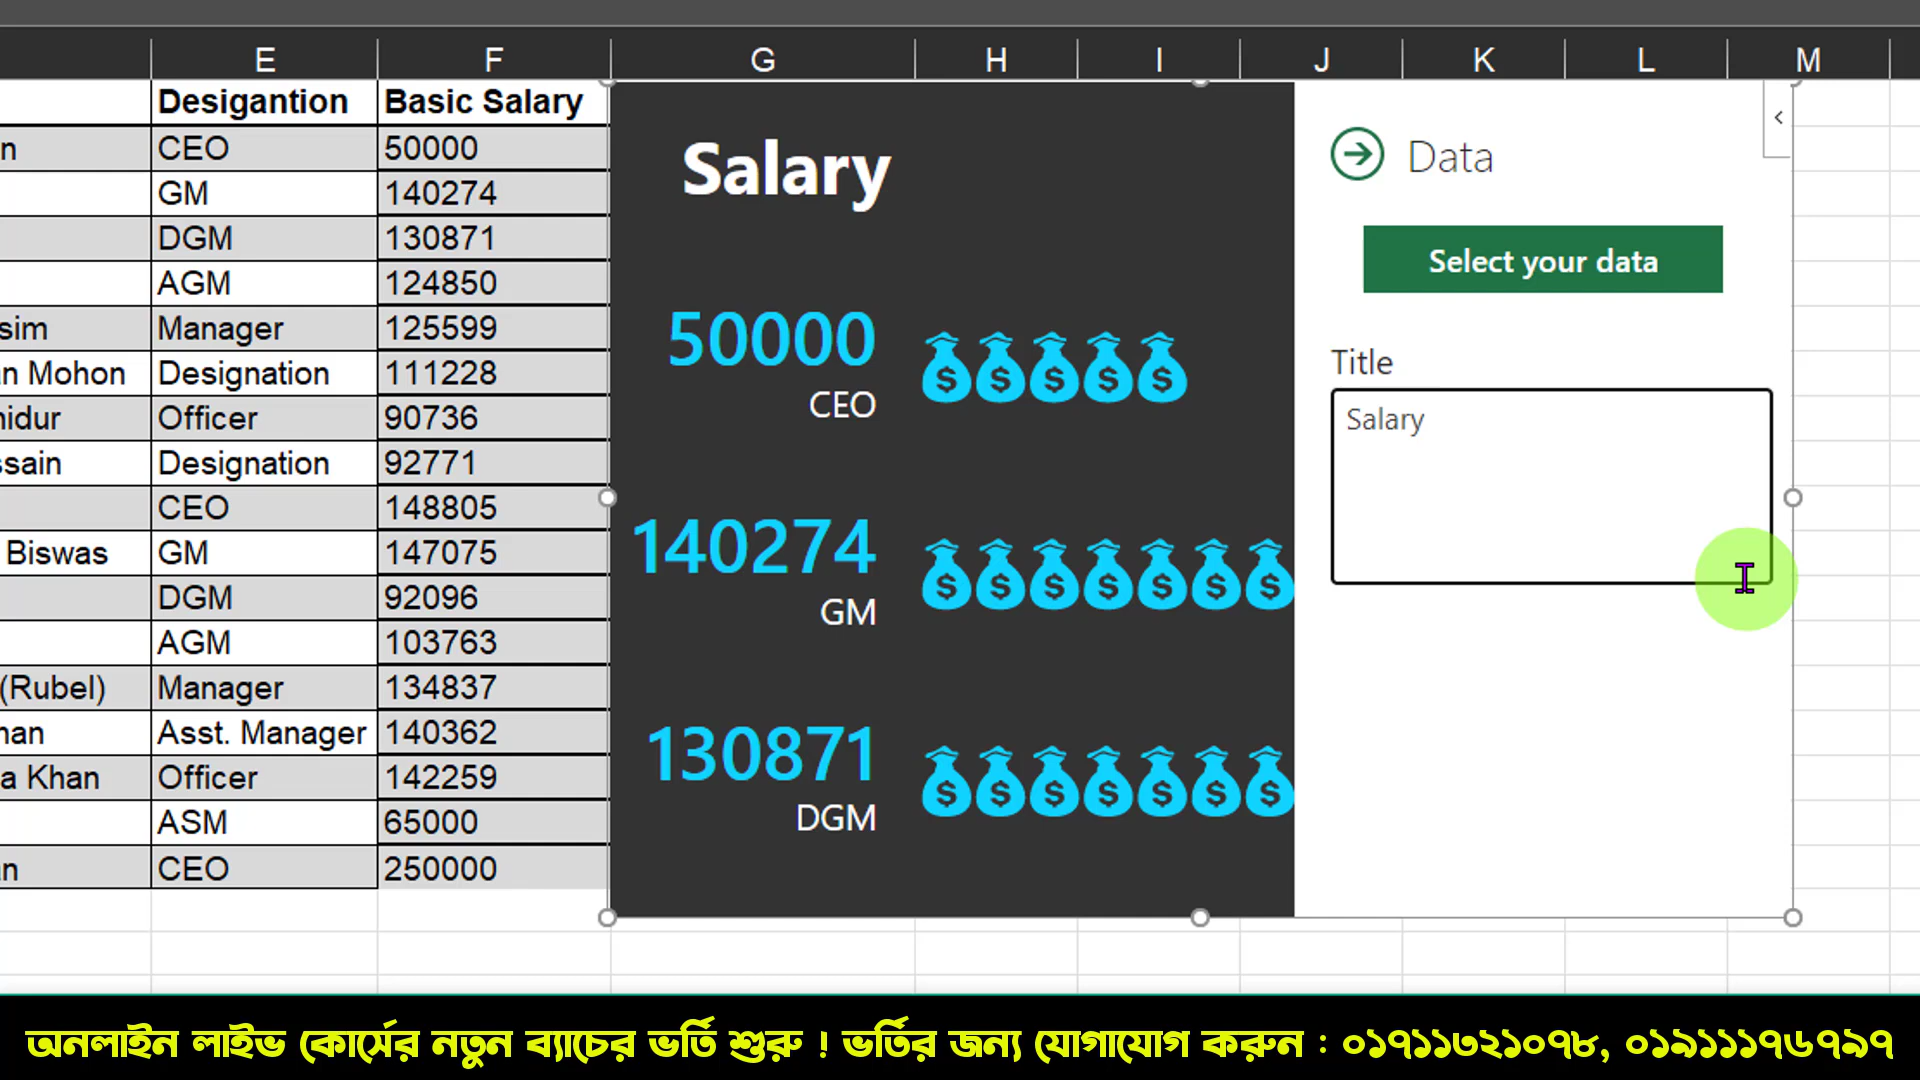 E F G H I J K L M
Desigantion Basic Salary
n CEO 50000
GM 140274
DGM 130871
AGM 124850
sim Manager 125599
n Mohon Designation 111228
nidur Officer 90736
ssain Designation 92771
CEO 148805
Biswas GM 147075
DGM 92096
AGM 103763
(Rubel) Manager 134837
nan Asst. Manager 140362
a Khan Officer 142259
ASM 65000
n CEO 250000
Salary
50000
CEO
140274
GM
130871
DGM
Data
Select your data
Title
Salary
অনলাইন লাইভ কোর্সের নতুন ব্যাচের ভর্তি শুরু ! ভর্তির জন্য যোগাযোগ করুন : ০১৭১১৩২১০৭৮, ০১৯১১১৭৬৭৯৭